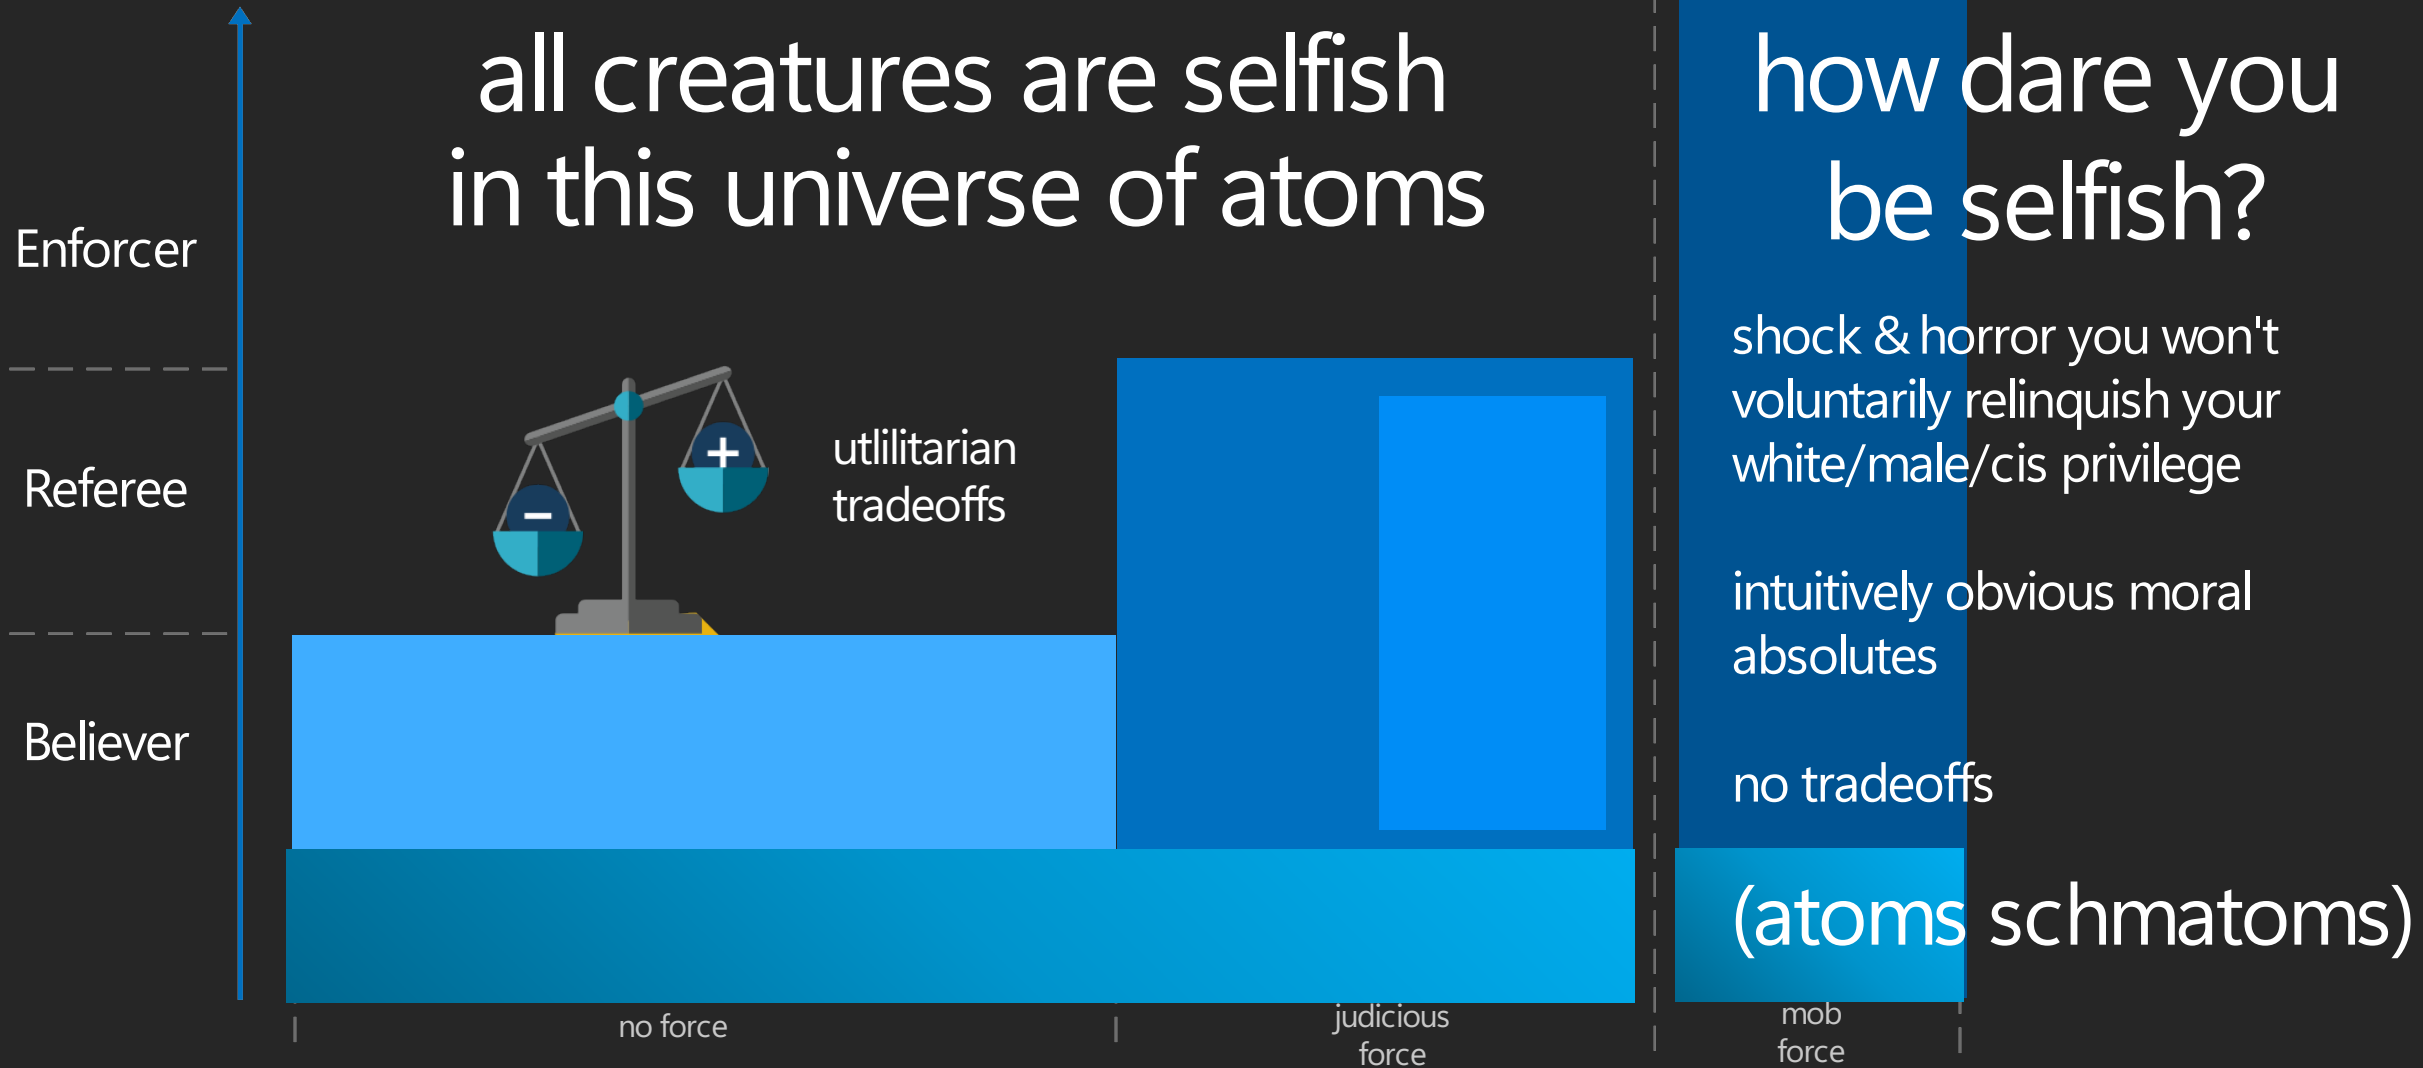 all creatures are selfish
in this universe of atoms
how dare you
be selfish?
Enforcer
Referee
Believer
+
−
utlilitarian
tradeoffs
shock & horror you won't
voluntarily relinquish your
white/male/cis privilege
intuitively obvious moral
absolutes
no tradeoffs
(atoms schmatoms)
no force
judicious
force
mob
force